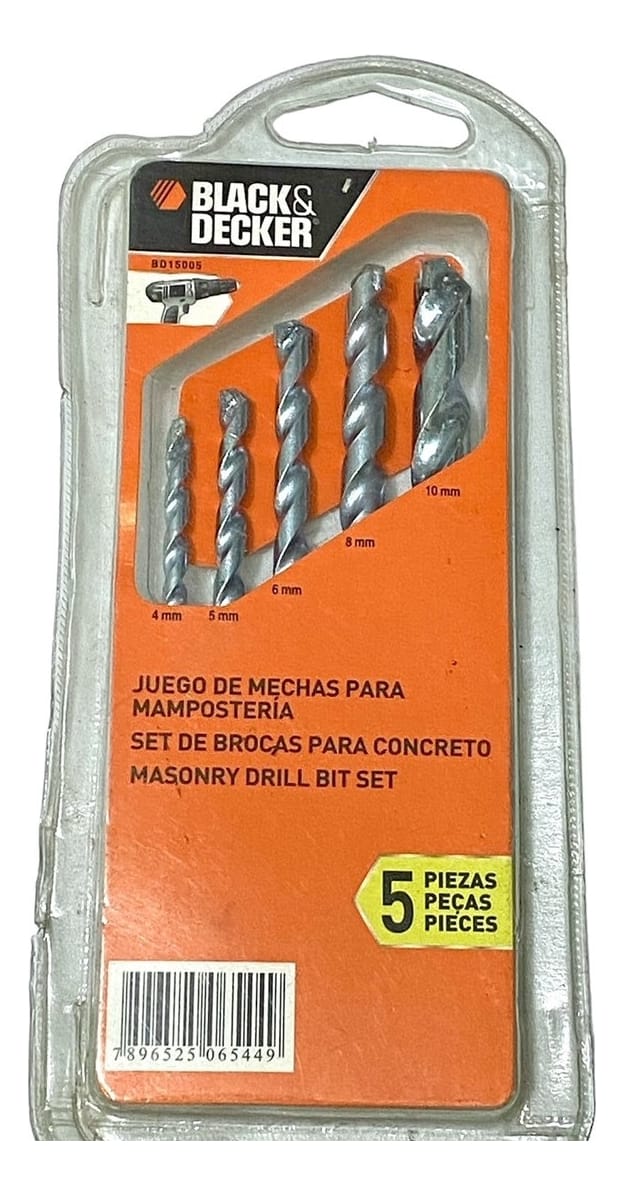 BLACK&
DECKER
BD15005
10 mm
8 mm
6 mm
4 mm 5 mm
JUEGO DE MECHAS PARA
MAMPOSTERÍA
SET DE BROCAS PARA CONCRETO
MASONRY DRILL BIT SET
5 PIEZAS
PEÇAS
PIECES
7 896525 065449